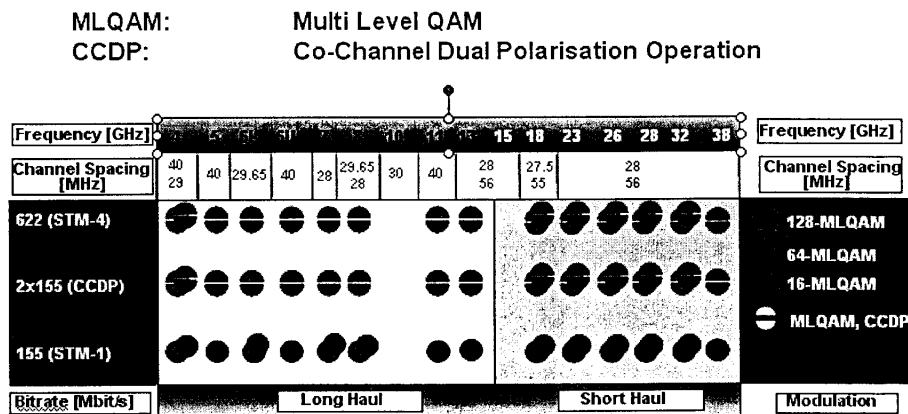 MLQAM: Multi Level QAM
CCDP: Co-Channel Dual Polarisation Operation
Frequency [GHz] 10 11 13 15 18 23 26 28 32 38 Frequency [GHz]
Channel Spacing [MHz] 40 29 40 29.65 40 28 29.65 28 30 40 28 56 27.5 55 28 56 Channel Spacing [MHz]
622 (STM-4) 128-MLQAM
64-MLQAM
2x155 (CCDP) 16-MLQAM
MLQAM, CCDP
155 (STM-1)
Bitrate [Mbit/s] Long Haul Short Haul Modulation